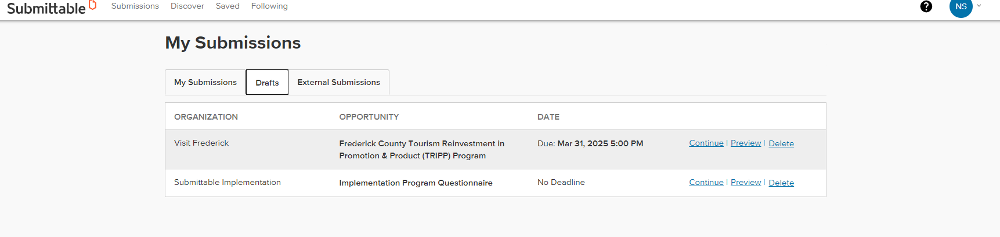 Submittable Submissions Discover Saved Following ? NS
My Submissions
My Submissions Drafts External Submissions
ORGANIZATION OPPORTUNITY DATE
Visit Frederick Frederick County Tourism Reinvestment in Due: Mar 31, 2025 5:00 PM Continue | Preview | Delete
Promotion & Product (TRIPP) Program
Submittable Implementation Implementation Program Questionnaire No Deadline Continue | Preview | Delete